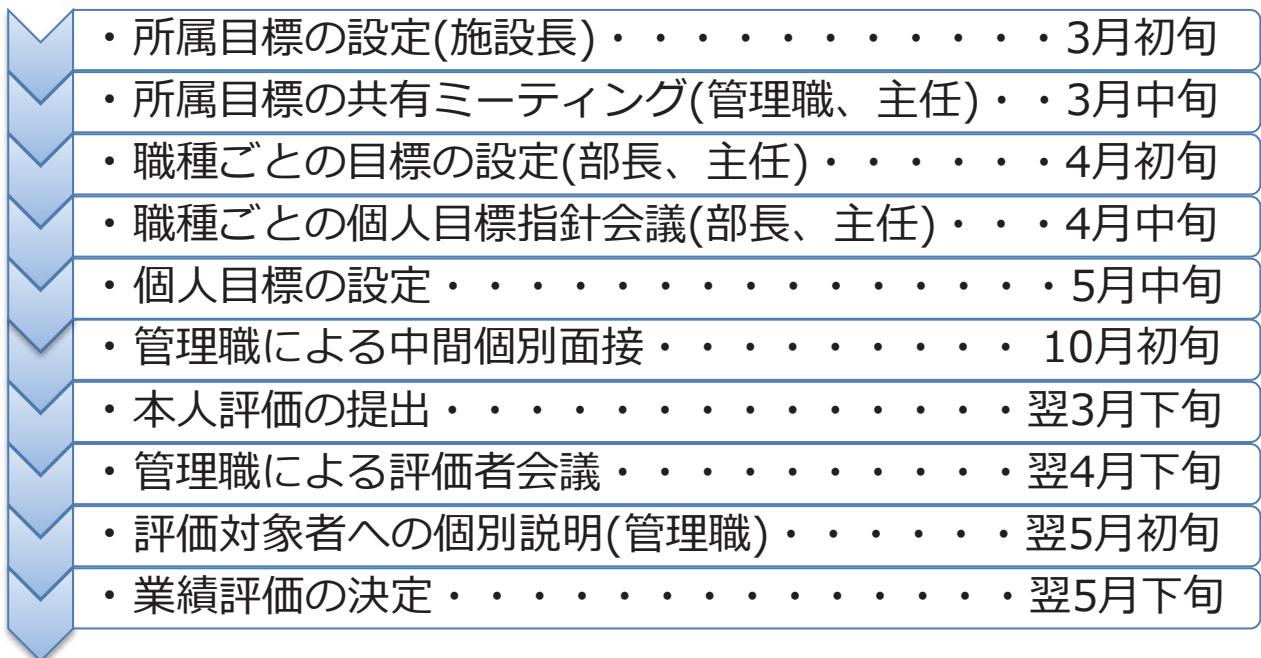 ・所属目標の設定(施設長)・・・・・・・・・・・・3月初旬
・所属目標の共有ミーティング(管理職、主任)・・3月中旬
・職種ごとの目標の設定(部長、主任)・・・・・・4月初旬
・職種ごとの個人目標指針会議(部長、主任)・・・4月中旬
・個人目標の設定・・・・・・・・・・・・・・・・5月中旬
・管理職による中間個別面接・・・・・・・・・ 10月初旬
・本人評価の提出・・・・・・・・・・・・・・・翌3月下旬
・管理職による評価者会議・・・・・・・・・・・翌4月下旬
・評価対象者への個別説明(管理職)・・・・・・翌5月初旬
・業績評価の決定・・・・・・・・・・・・・・・翌5月下旬